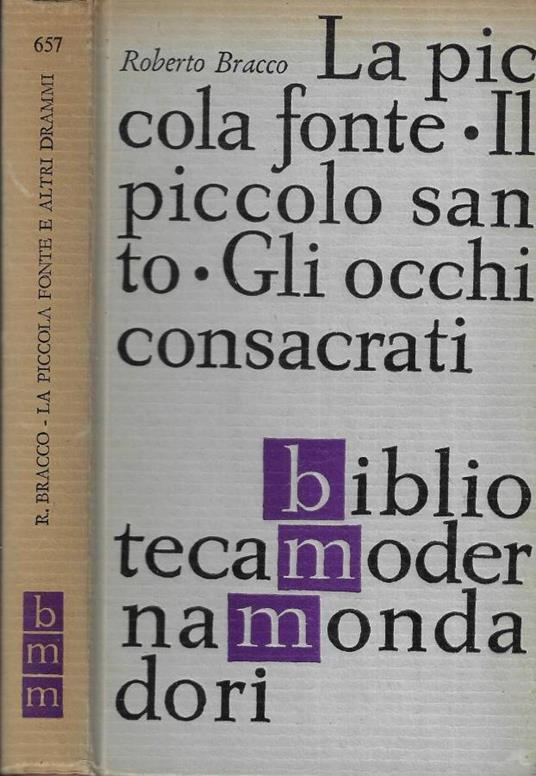 657
R. BRACCO - LA PICCOLA FONTE E ALTRI DRAMMI
b
m
m
Roberto Bracco La pic
cola fonte • Il
piccolo san
to • Gli occhi
consacrati
biblio
tecamoder
namonda
dori